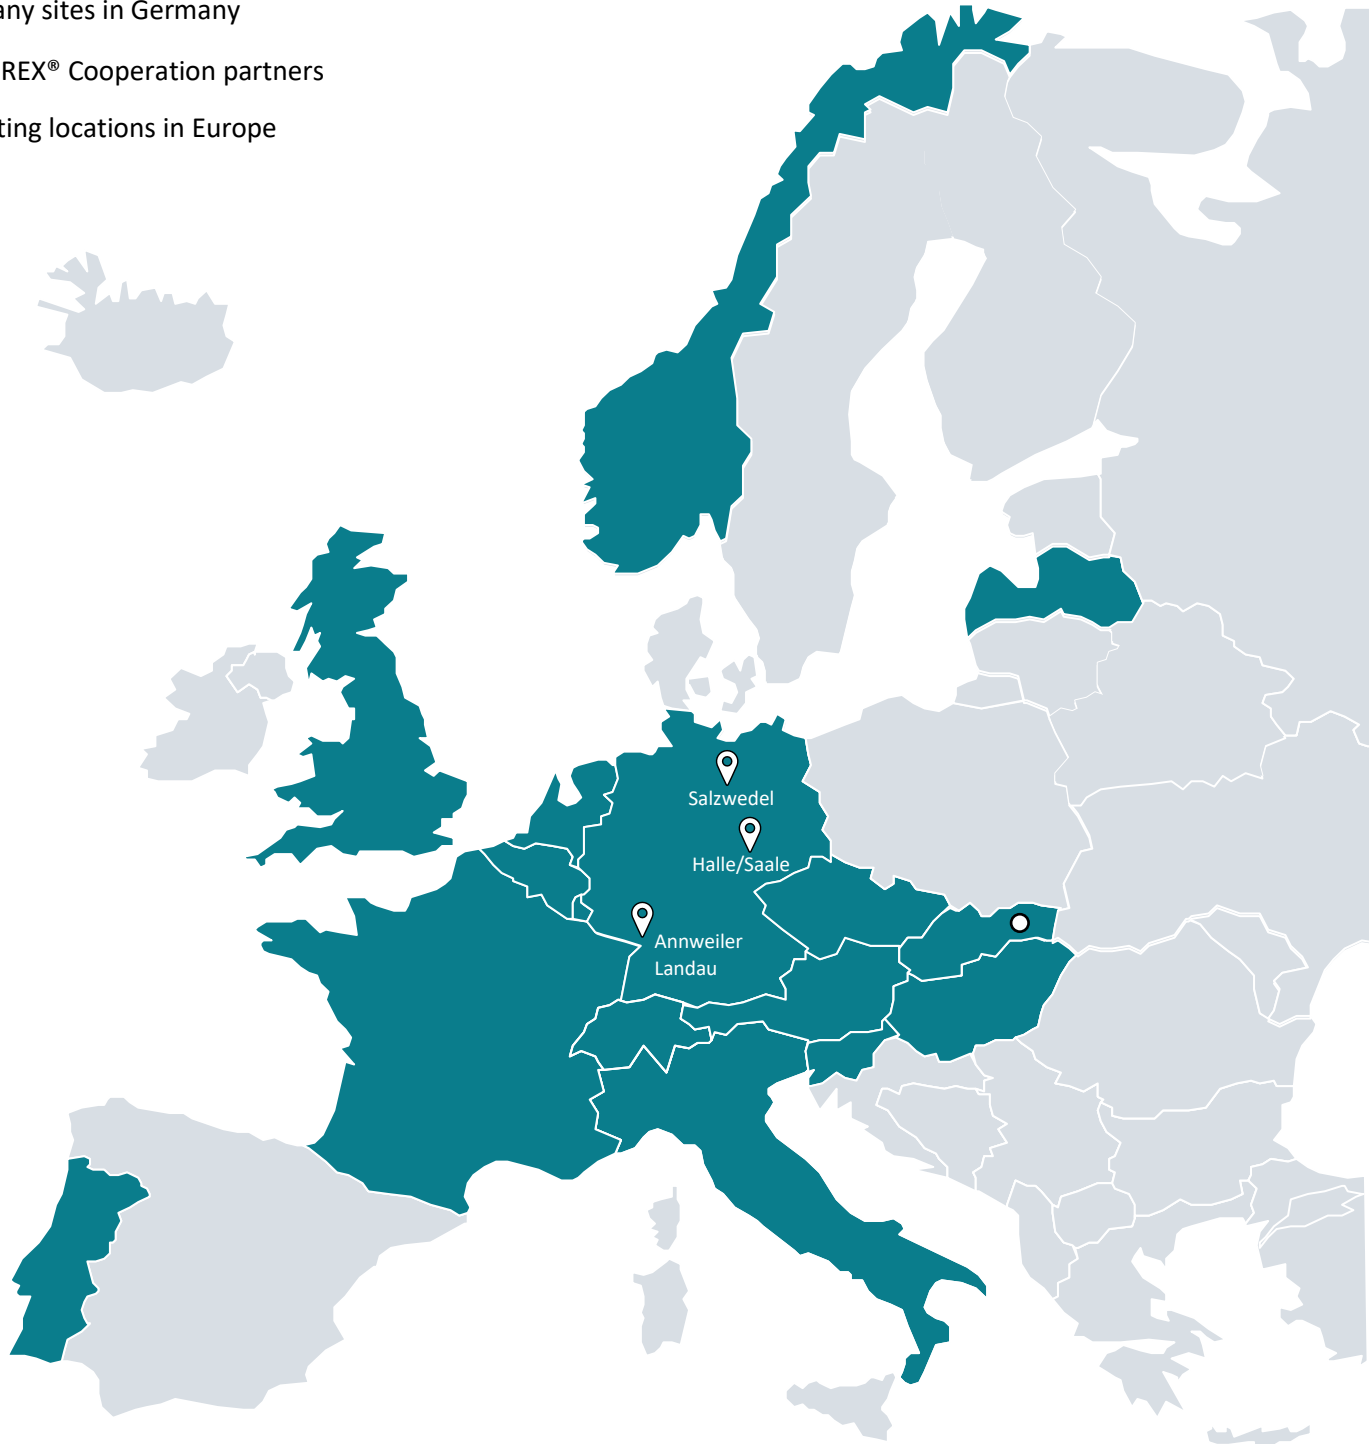 any sites in Germany
REX® Cooperation partners
ting locations in Europe
Salzwedel
Halle/Saale
Annweiler
Landau